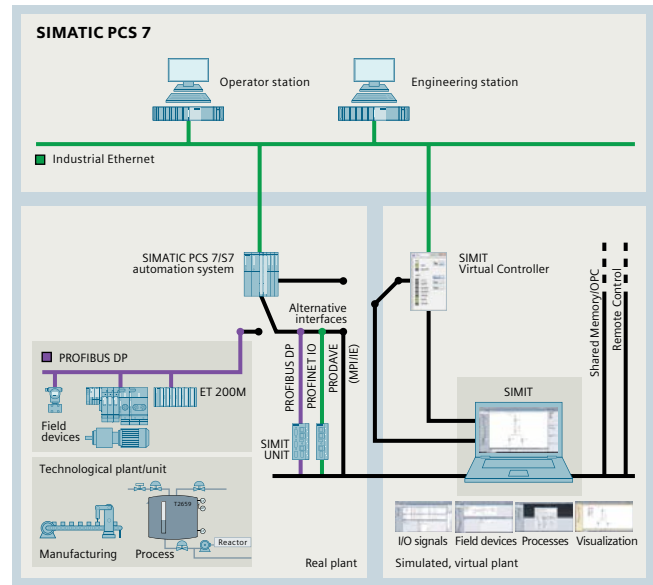 SIMATIC PCS 7
Operator station
Engineering station
Industrial Ethernet
SIMATIC PCS 7/S7
automation system
SIMIT
Virtual Controller
Alternative
interfaces
PROFIBUS DP
PROFINET IO
PRODAVE
(MPI/IE)
Shared Memory/OPC
Remote Control
PROFIBUS DP
ET 200M
Field
devices
SIMIT
UNIT
SIMIT
Technological plant/unit
T2659
Reactor
Manufacturing
Process
Real plant
I/O signals
Field devices
Processes
Visualization
Simulated, virtual plant